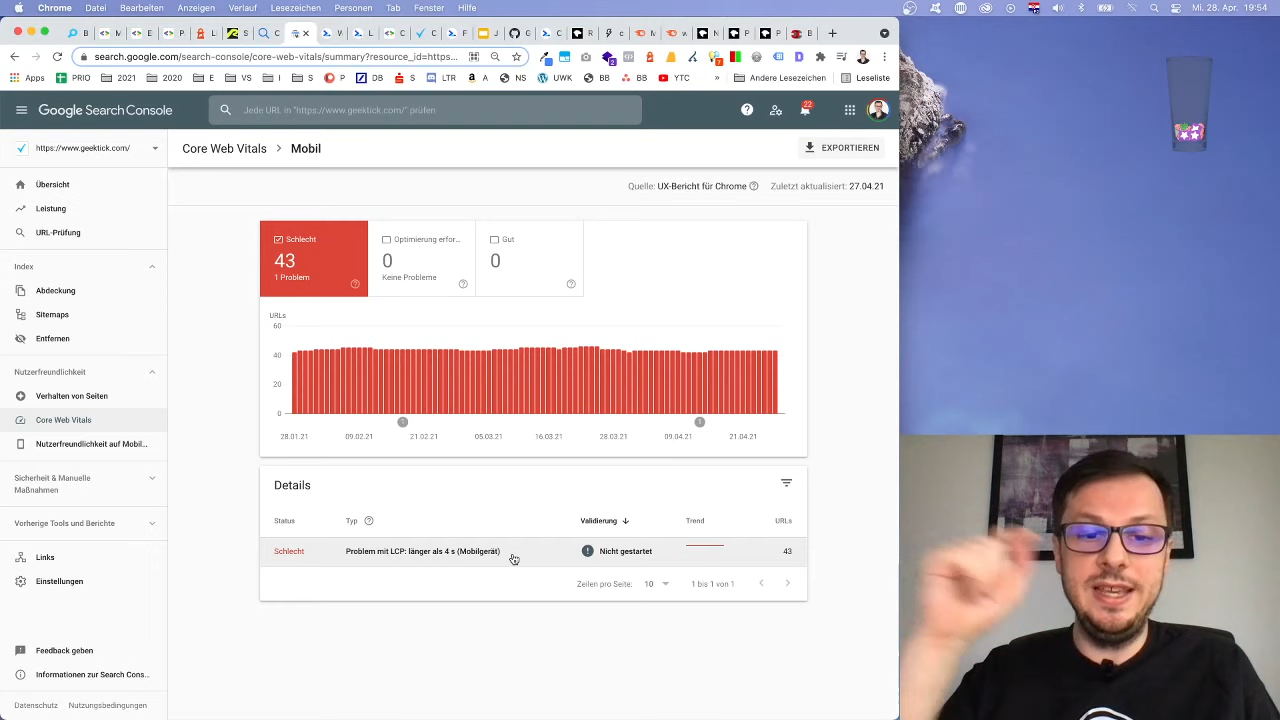 Chrome Ablage Bearbeiten Darstellung Verlauf Lesezeichen Personen Tab Fenster Hilfe
Mi. 28. Apr. 19:54
search.google.com/search-console/core-web-vitals/summary?resource_id=https...
Apps PRIO 2021 2020 E DB S AN NS UWK BB BB YTC » Andere Lesezeichen Leseliste
Google Search Console
Jede URL in "https://www.geektick.com/" prüfen
22
https://www.geektick.com/
Core Web Vitals > Mobil
EXPORTIEREN
Quelle: UX-Bericht für Chrome
Zuletzt aktualisiert: 27.04.21
Übersicht
Leistung
URL-Prüfung
Index
Abdeckung
Sitemaps
Entfernen
Nutzerfreundlichkeit
Verhalten von Seiten
Core Web Vitals
Nutzerfreundlichkeit auf Mobil...
Sicherheit & Manuelle
Maßnahmen
Vorherige Tools und Berichte
Links
Einstellungen
Feedback geben
Informationen zur Search Cons...
Datenschutz Nutzungsbedingungen
Schlecht
43
1 Problem
Optimierung erfor...
0
Keine Probleme
Gut
0
URLs
60
40
20
0
1 1
28.01.21 09.02.21 21.02.21 05.03.21 16.03.21 28.03.21 09.04.21 21.04.21
Details
Status Typ Validierung Trend URLs
Schlecht Problem mit LCP: länger als 4 s (Mobilgerät) Nicht gestartet 43
Zeilen pro Seite: 10 1 bis 1 von 1